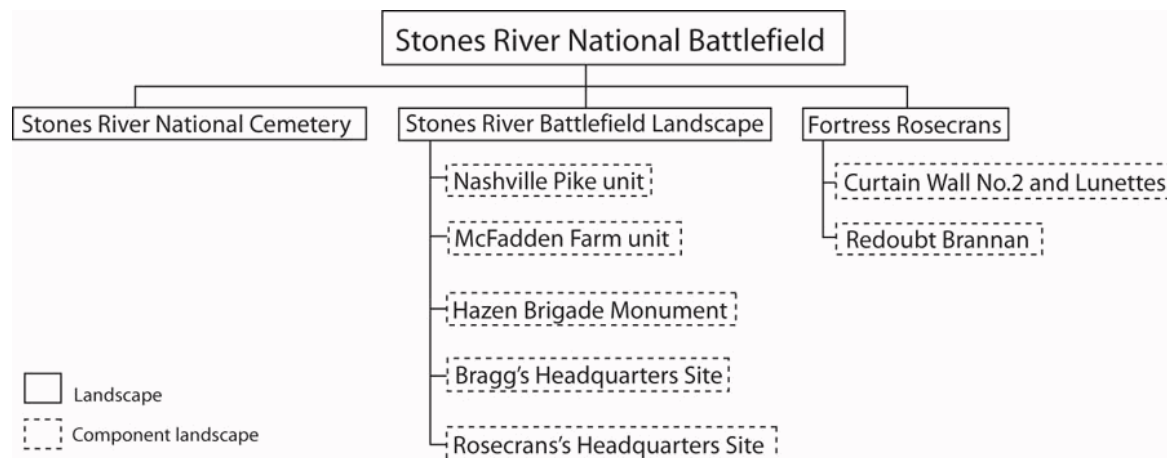 Stones River National Battlefield
Stones River National Cemetery
Stones River Battlefield Landscape
Fortress Rosecrans
Nashville Pike unit
McFadden Farm unit
Hazen Brigade Monument
Bragg's Headquarters Site
Rosecrans's Headquarters Site
Curtain Wall No.2 and Lunettes
Redoubt Brannan
Landscape
Component landscape